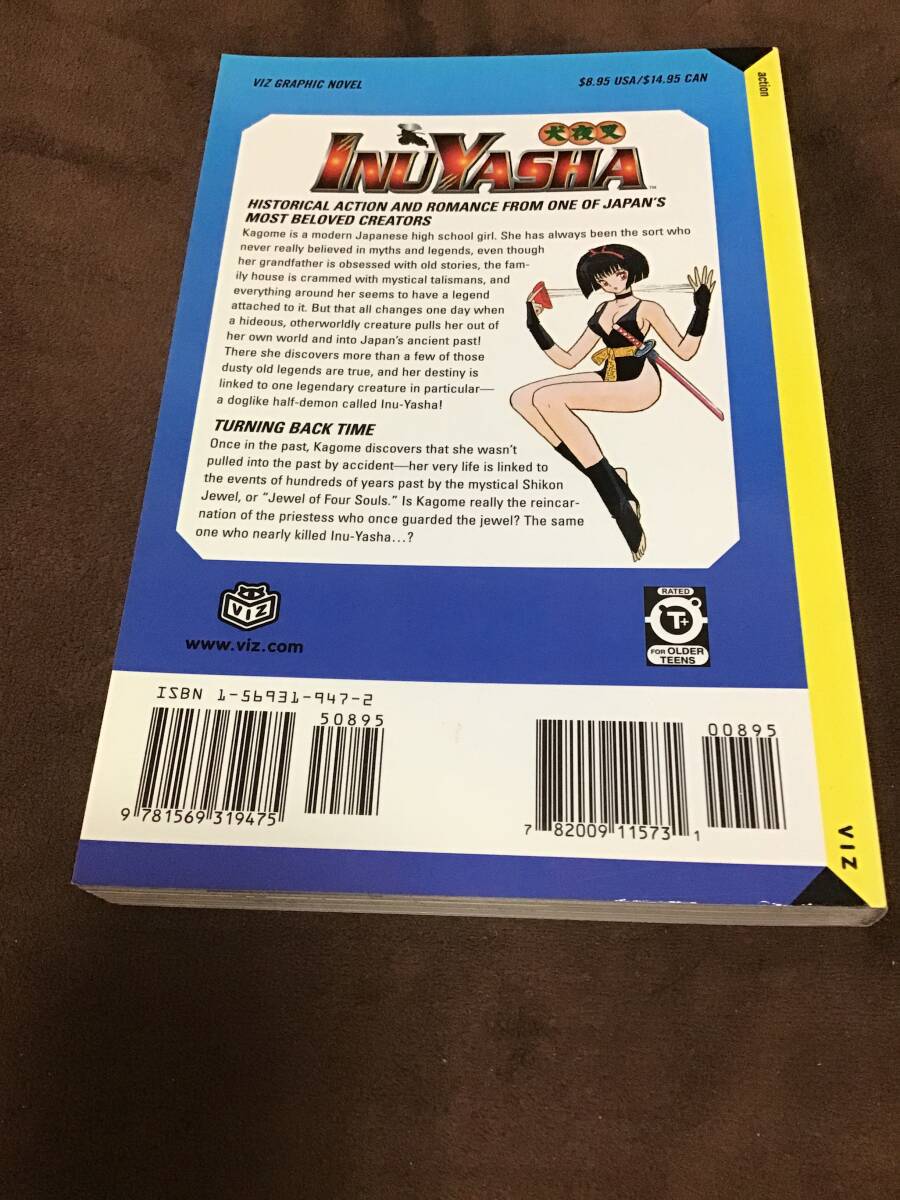 VIZ GRAPHIC NOVEL
$8.95 USA/$14.95 CAN
action
犬夜叉
INUYASHA™
HISTORICAL ACTION AND ROMANCE FROM ONE OF JAPAN'S
MOST BELOVED CREATORS
Kagome is a modern Japanese high school girl. She has always been the sort who
never really believed in myths and legends, even though
her grandfather is obsessed with old stories, the fam-
ily house is crammed with mystical talismans, and
everything around her seems to have a legend
attached to it. But that all changes one day when
a hideous, otherworldly creature pulls her out of
her own world and into Japan's ancient past!
There she discovers more than a few of those
dusty old legends are true, and her destiny is
linked to one legendary creature in particular—
a doglike half-demon called Inu-Yasha!
TURNING BACK TIME
Once in the past, Kagome discovers that she wasn't
pulled into the past by accident—her very life is linked to
the events of hundreds of years past by the mystical Shikon
Jewel, or “Jewel of Four Souls.” Is Kagome really the reincar-
nation of the priestess who once guarded the jewel? The same
one who nearly killed Inu-Yasha...?
VIZ
www.viz.com
RATED
T+
FOR OLDER
TEENS
ISBN 1-56931-947-2
50895
9 781569 319475
00895
7 82009 11573 1
VIZ